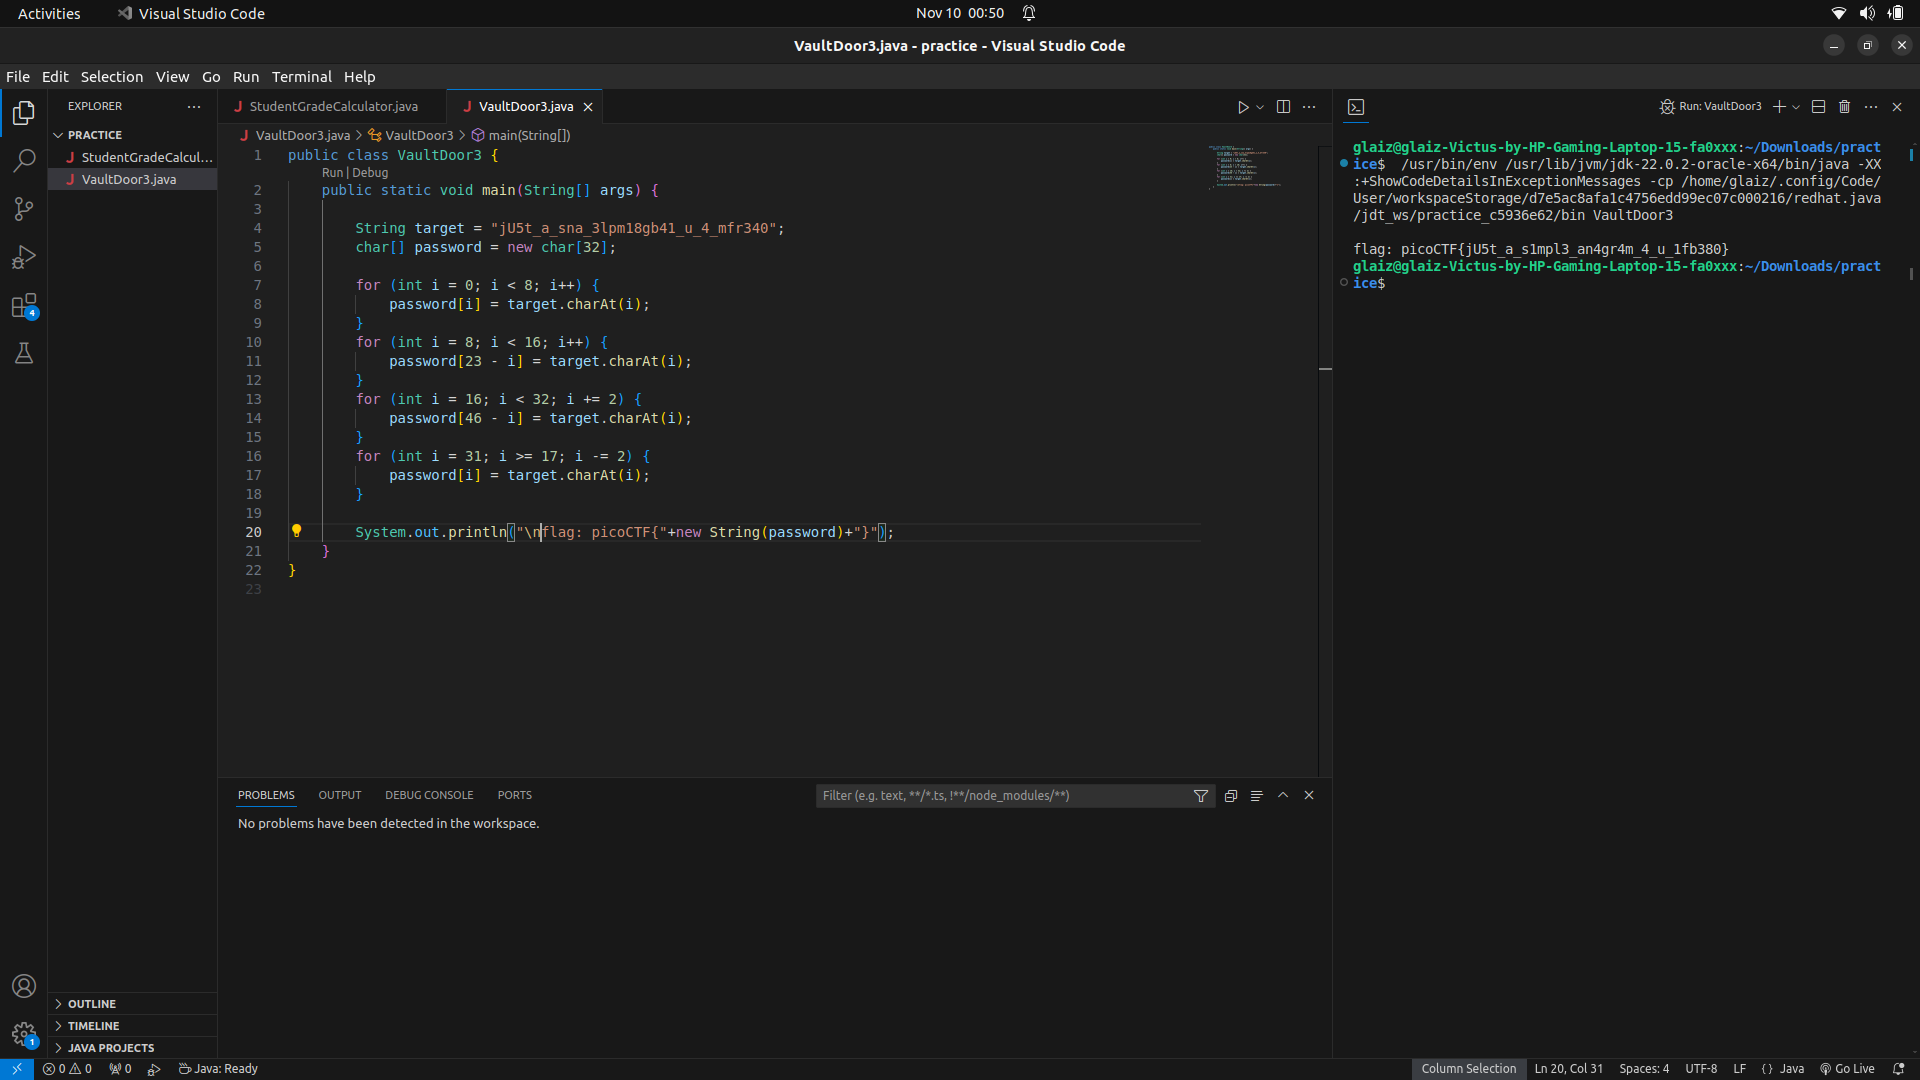 Activities
Visual Studio Code
Nov 10 00:50
VaultDoor3.java - practice - Visual Studio Code
File Edit Selection View Go Run Terminal Help
EXPLORER
PRACTICE
StudentGradeCalcul...
VaultDoor3.java
4
OUTLINE
TIMELINE
JAVA PROJECTS
1
StudentGradeCalculator.java
VaultDoor3.java
VaultDoor3.java > VaultDoor3 > main(String[])
1 public class VaultDoor3 {
Run | Debug
2 public static void main(String[] args) {
3
4 String target = "jU5t_a_sna_3lpm18gb41_u_4_mfr340";
5 char[] password = new char[32];
6
7 for (int i = 0; i < 8; i++) {
8 password[i] = target.charAt(i);
9 }
10 for (int i = 8; i < 16; i++) {
11 password[23 - i] = target.charAt(i);
12 }
13 for (int i = 16; i < 32; i += 2) {
14 password[46 - i] = target.charAt(i);
15 }
16 for (int i = 31; i >= 17; i -= 2) {
17 password[i] = target.charAt(i);
18 }
19
20 System.out.println("\nflag: picoCTF{"+new String(password)+"}");
21 }
22 }
23
PROBLEMS OUTPUT DEBUG CONSOLE PORTS
Filter (e.g. text, **/*.ts, !**/node_modules/**)
No problems have been detected in the workspace.
Run: VaultDoor3
glaiz@glaiz-Victus-by-HP-Gaming-Laptop-15-fa0xxx:~/Downloads/pract
ice$ /usr/bin/env /usr/lib/jvm/jdk-22.0.2-oracle-x64/bin/java -XX
:+ShowCodeDetailsInExceptionMessages -cp /home/glaiz/.config/Code/
User/workspaceStorage/d7e5ac8afa1c4756edd99ec07c000216/redhat.java
/jdt_ws/practice_c5936e62/bin VaultDoor3
flag: picoCTF{jU5t_a_s1mpl3_an4gr4m_4_u_1fb380}
glaiz@glaiz-Victus-by-HP-Gaming-Laptop-15-fa0xxx:~/Downloads/pract
ice$
0 0 0 Java: Ready
Column Selection Ln 20, Col 31 Spaces: 4 UTF-8 LF { } Java Go Live